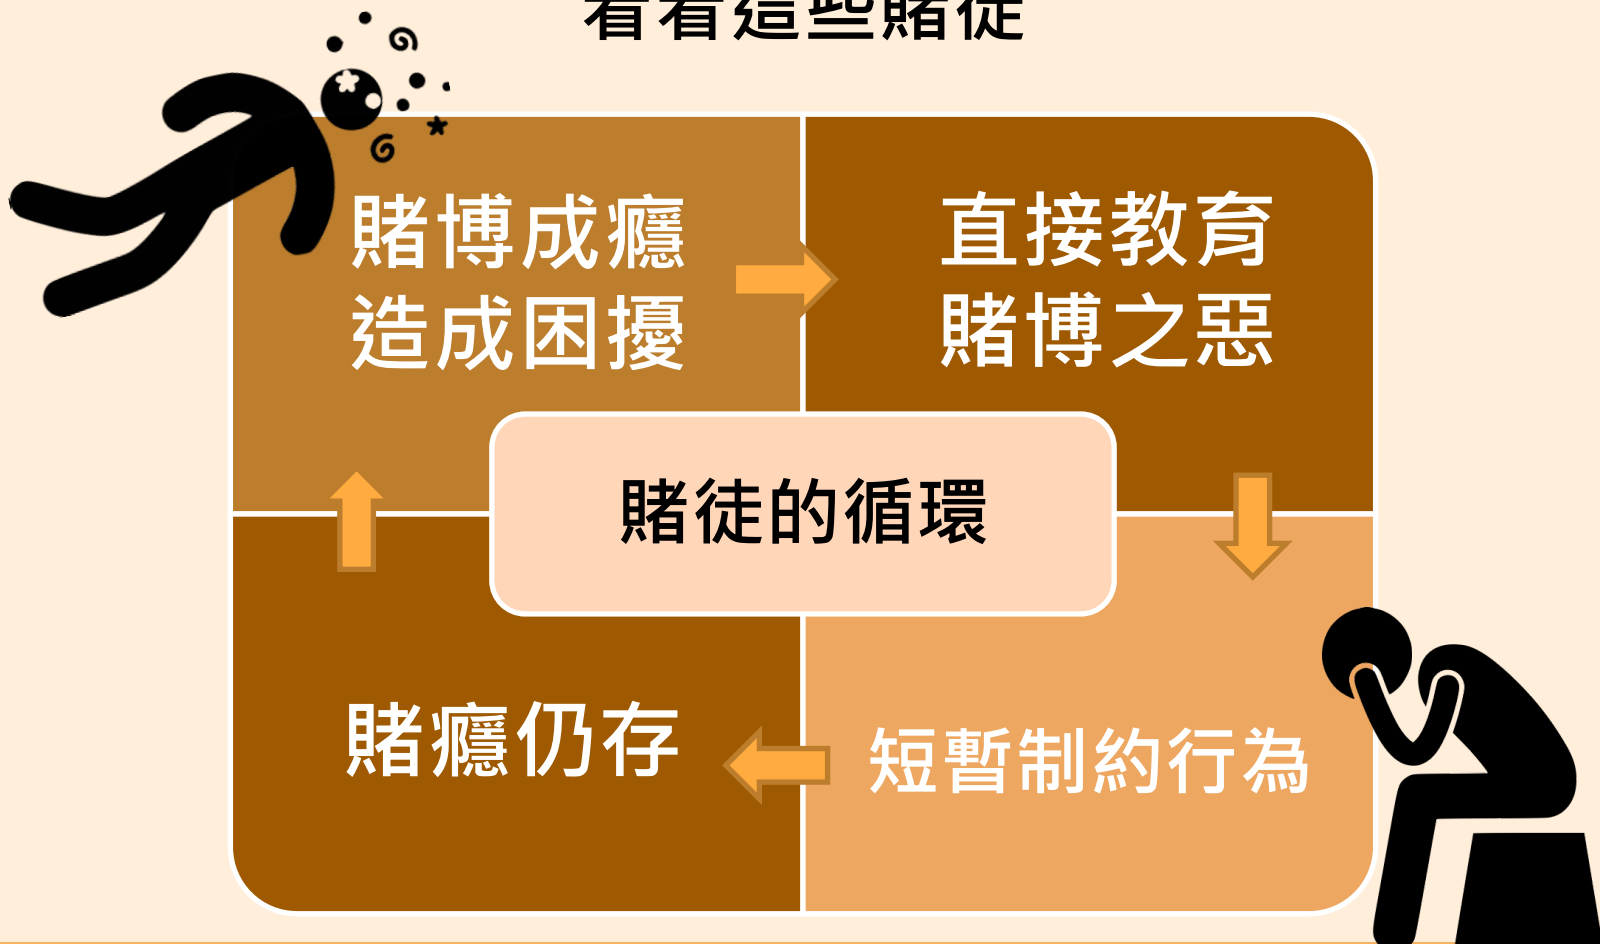 看看這些賭徒
賭博成癮
造成困擾
直接教育
賭博之惡
賭徒的循環
賭癮仍存
短暫制約行為